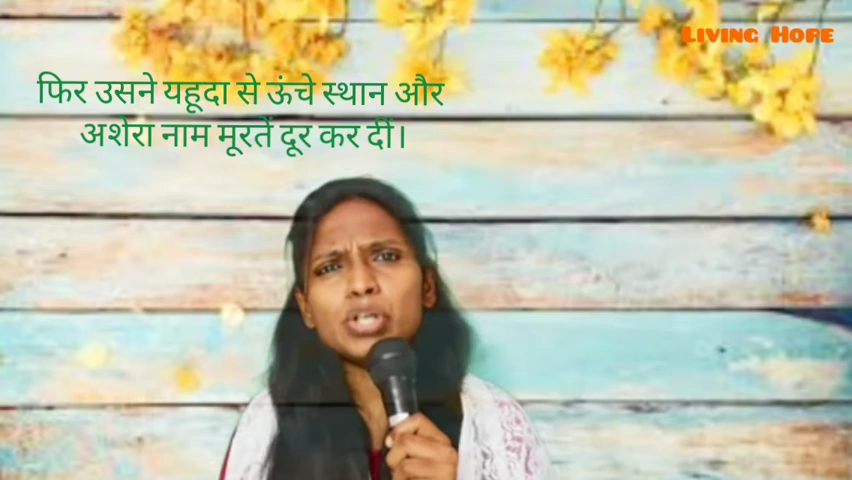 Living Hope
फिर उसने यहूदा से ऊंचे स्थान और
अशेरा नाम मूरतें दूर कर दीं।